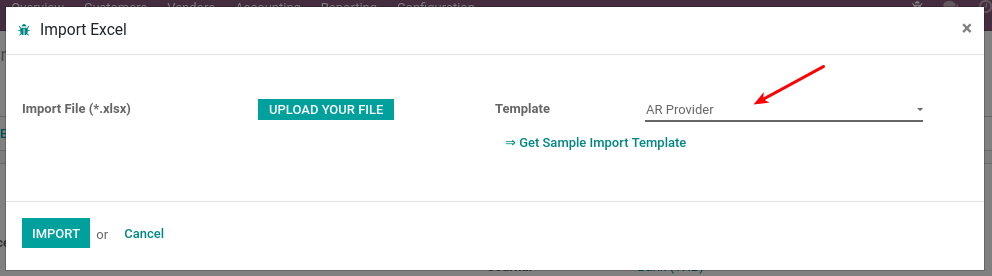 Overview Customers Vendors Accounting Reporting Configuration
Import Excel ×
Import File (*.xlsx) UPLOAD YOUR FILE Template AR Provider
⇒ Get Sample Import Template
IMPORT or Cancel